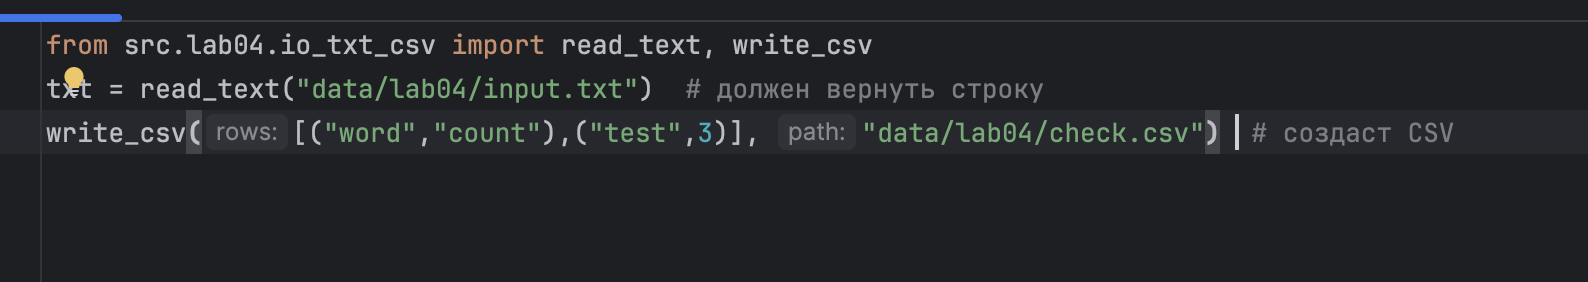 from src.lab04.io_txt_csv import read_text, write_csv
txt = read_text("data/lab04/input.txt")  # должен вернуть строку
write_csv( rows: [("word","count"),("test",3)], path: "data/lab04/check.csv")  # создаст CSV